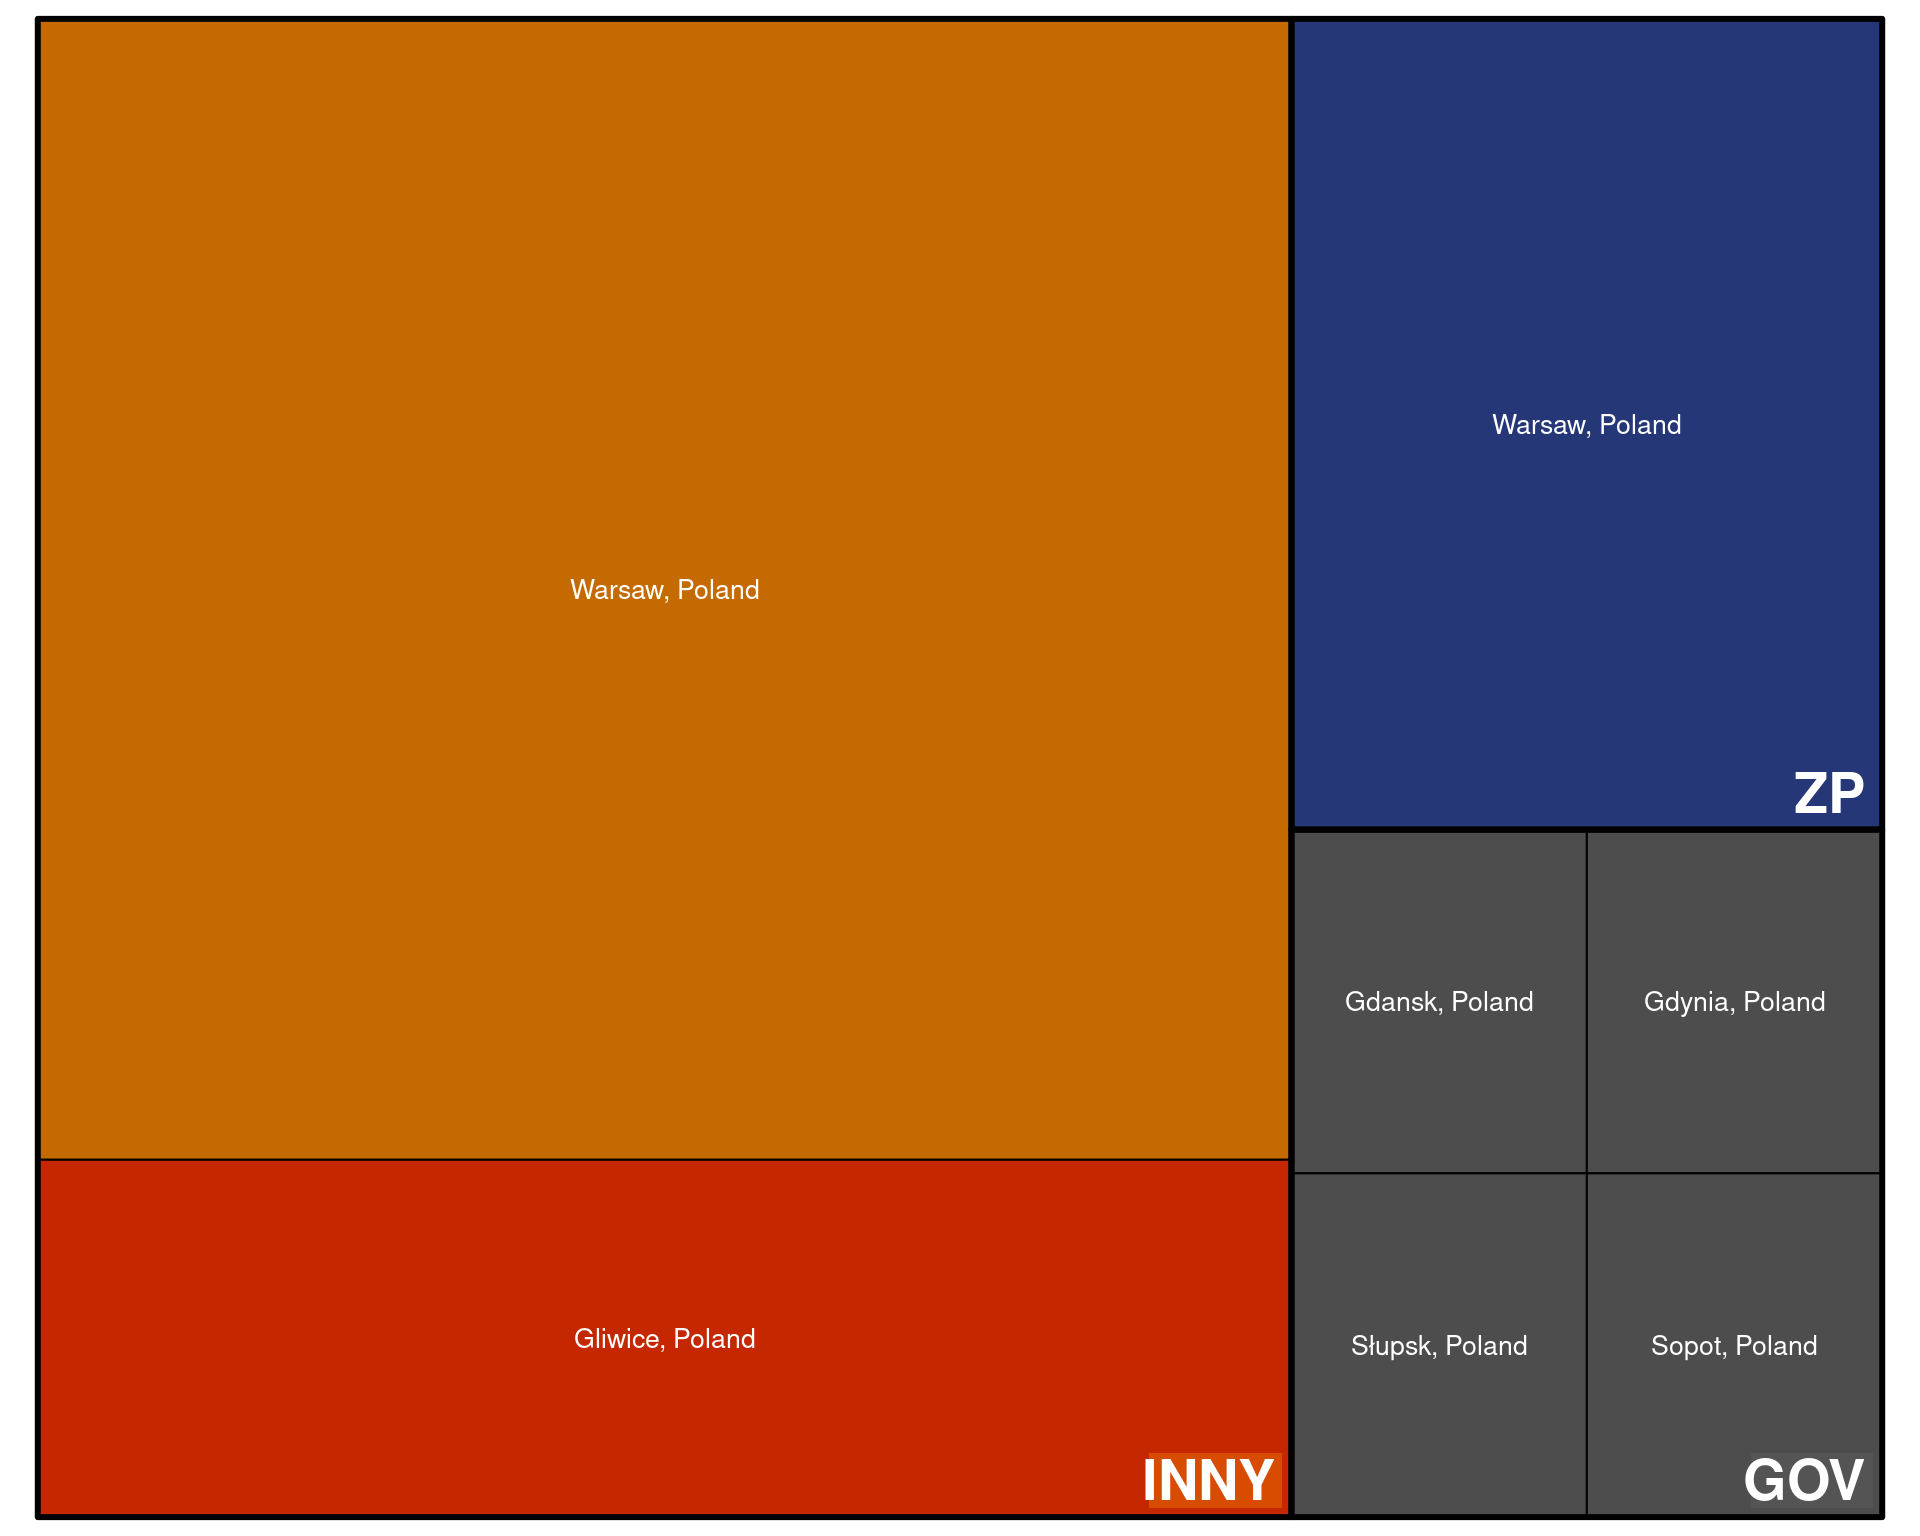 Warsaw, Poland
Gliwice, Poland
INNY
Warsaw, Poland
ZP
Gdansk, Poland
Gdynia, Poland
Słupsk, Poland
Sopot, Poland
GOV